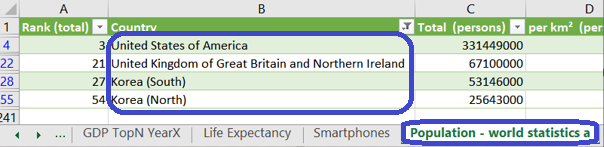 A B C D
1 Rank (total) Country Total (persons) per km² (per
4 3 United States of America 331449000
22 21 United Kingdom of Great Britain and Northern Ireland 67100000
28 27 Korea (South) 53146000
55 54 Korea (North) 25643000
241
... GDP TopN YearX Life Expectancy Smartphones Population - world statistics a